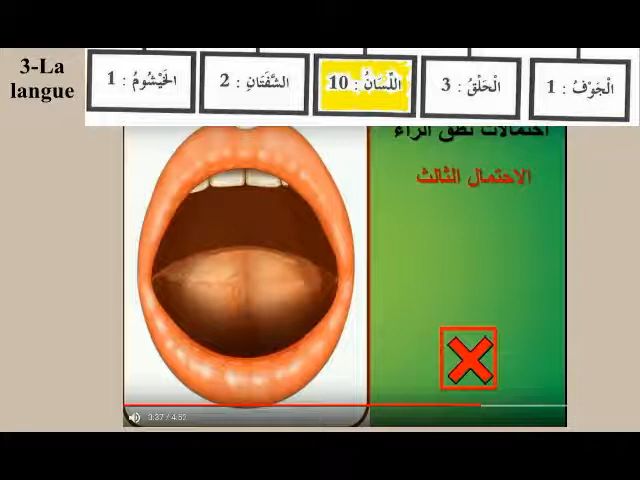 3-La
langue
الْجَوْفُ : 1
الْحَلْقُ : 3
اللِّسَانُ : 10
الشَّفَتَانِ : 2
الْخَيْشُومُ : 1
احتمالات نطق الراء
الاحتمال الثالث
3:37 / 4:52